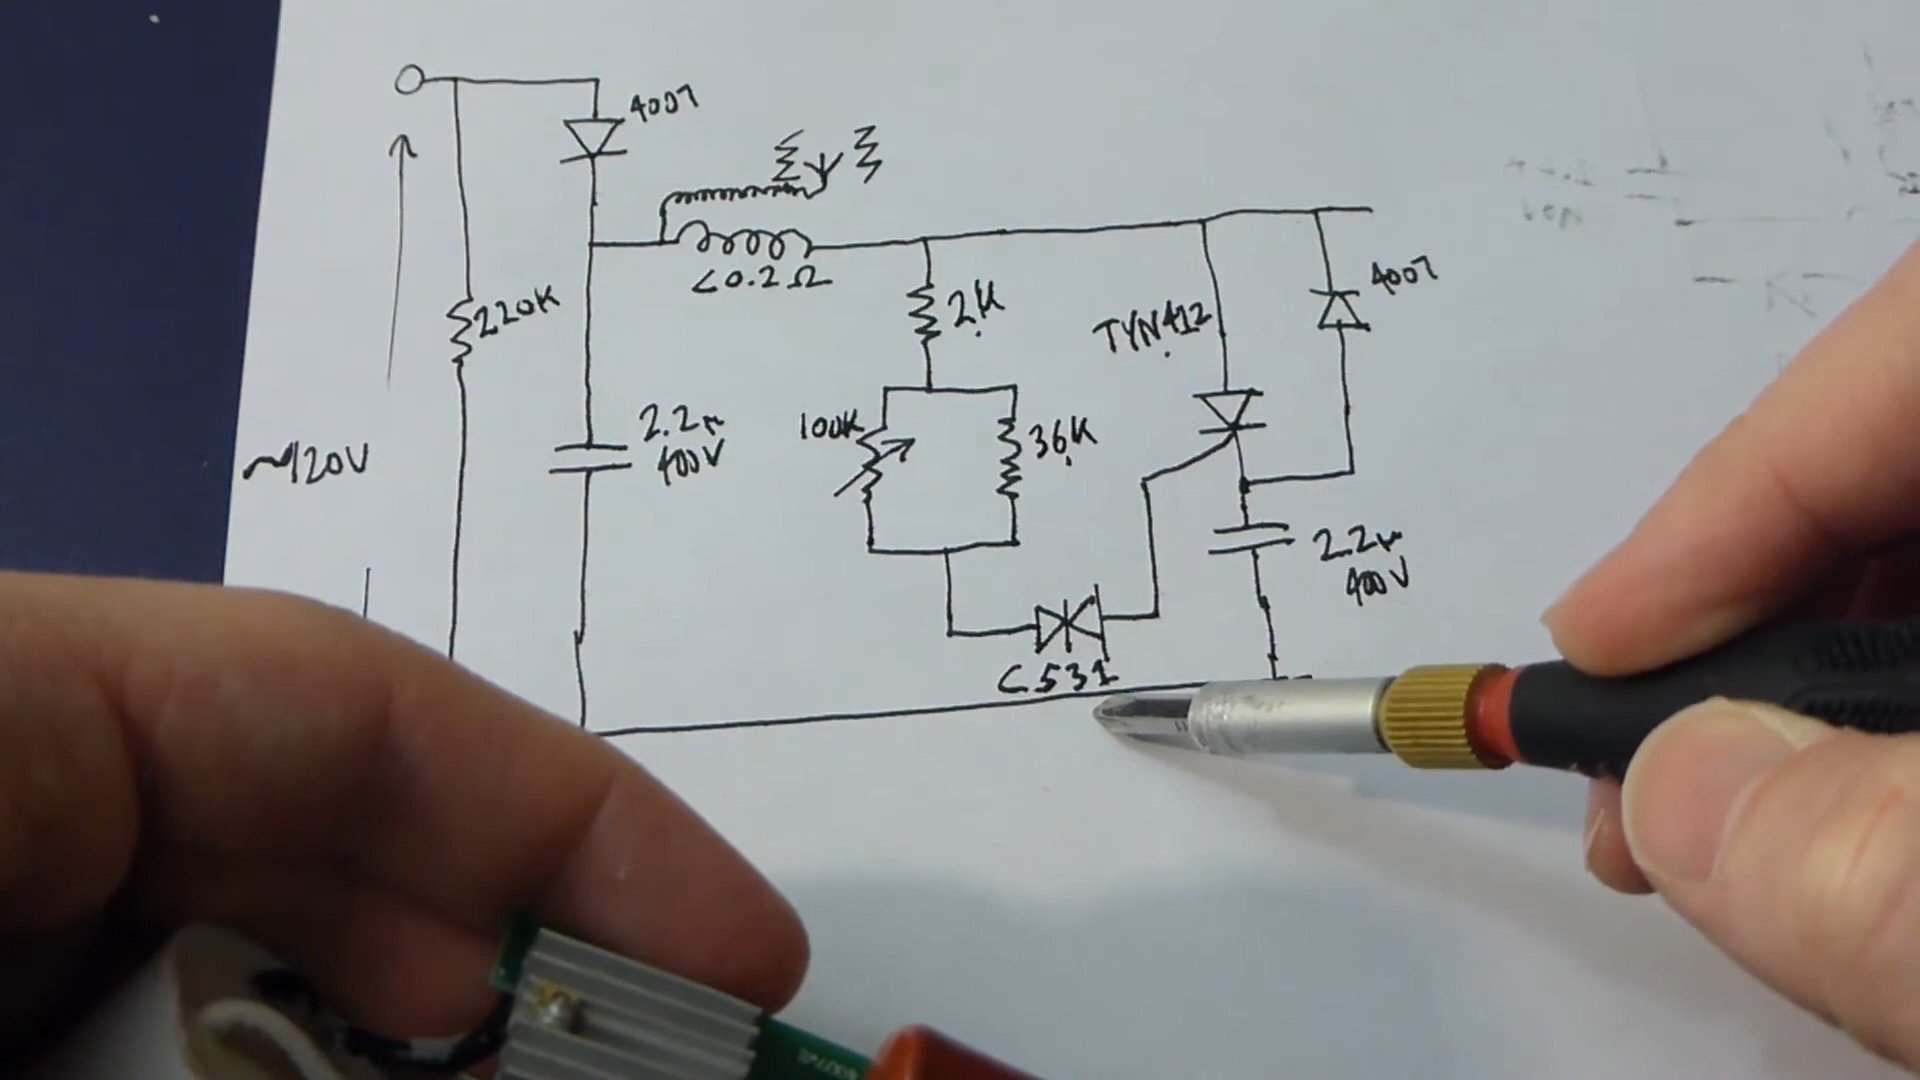 4007
<0.2Ω
4007
220K
2K
TYN412
100K
36K
2.2µ
400V
~120V
2.2µ
400V
C531